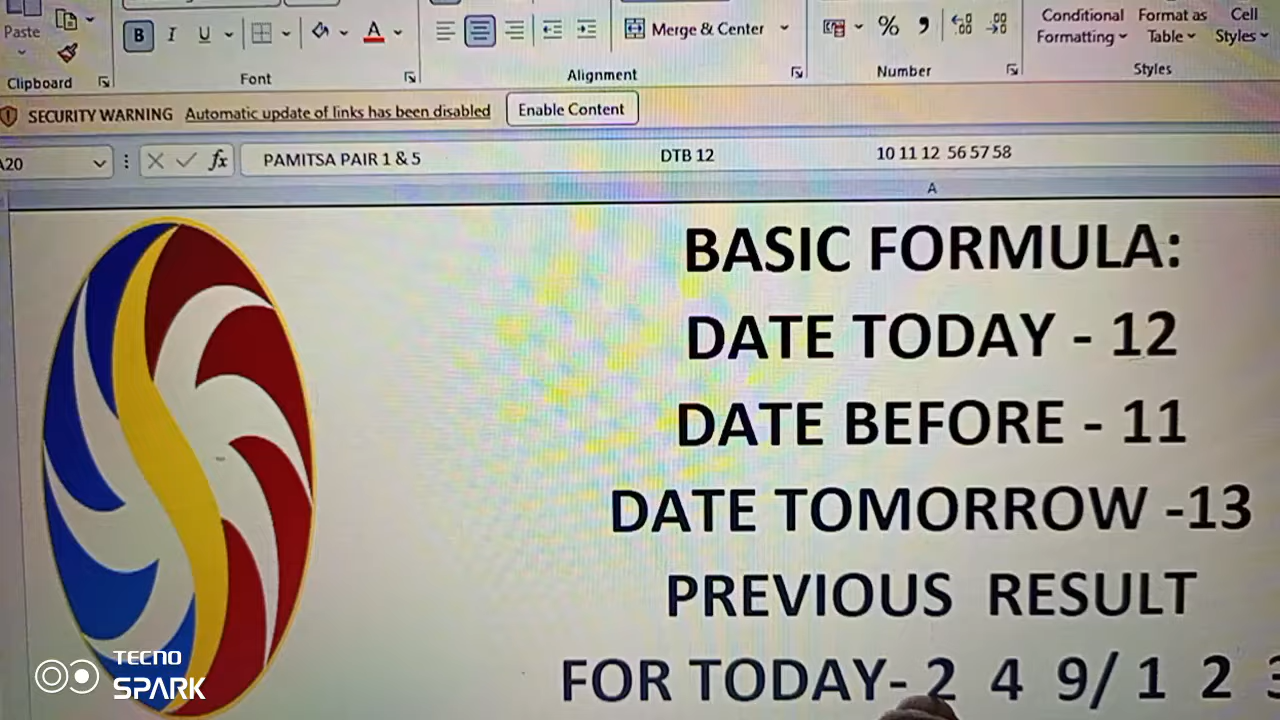 Paste
B I U A
Merge & Center
%
Conditional Formatting
Format as Table
Cell Styles
Clipboard
Font
Alignment
Number
Styles
SECURITY WARNING Automatic update of links has been disabled Enable Content
A20 fx PAMITSA PAIR 1 & 5 DTB 12 10 11 12 56 57 58
A
BASIC FORMULA:
DATE TODAY - 12
DATE BEFORE - 11
DATE TOMORROW -13
PREVIOUS RESULT
FOR TODAY- 2 4 9/ 1 2 3
TECNO
SPARK